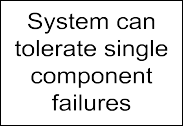 System can
tolerate single
component
failures